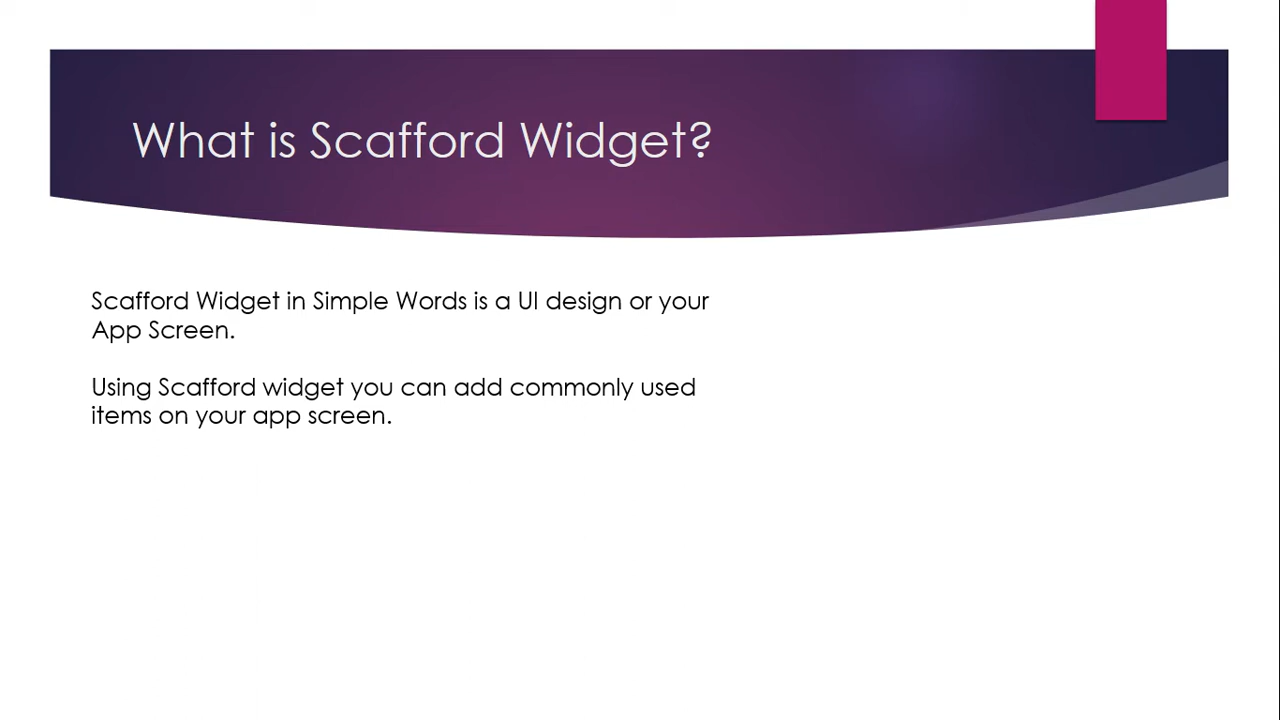 What is Scafford Widget?
Scafford Widget in Simple Words is a UI design or your
App Screen.
Using Scafford widget you can add commonly used
items on your app screen.